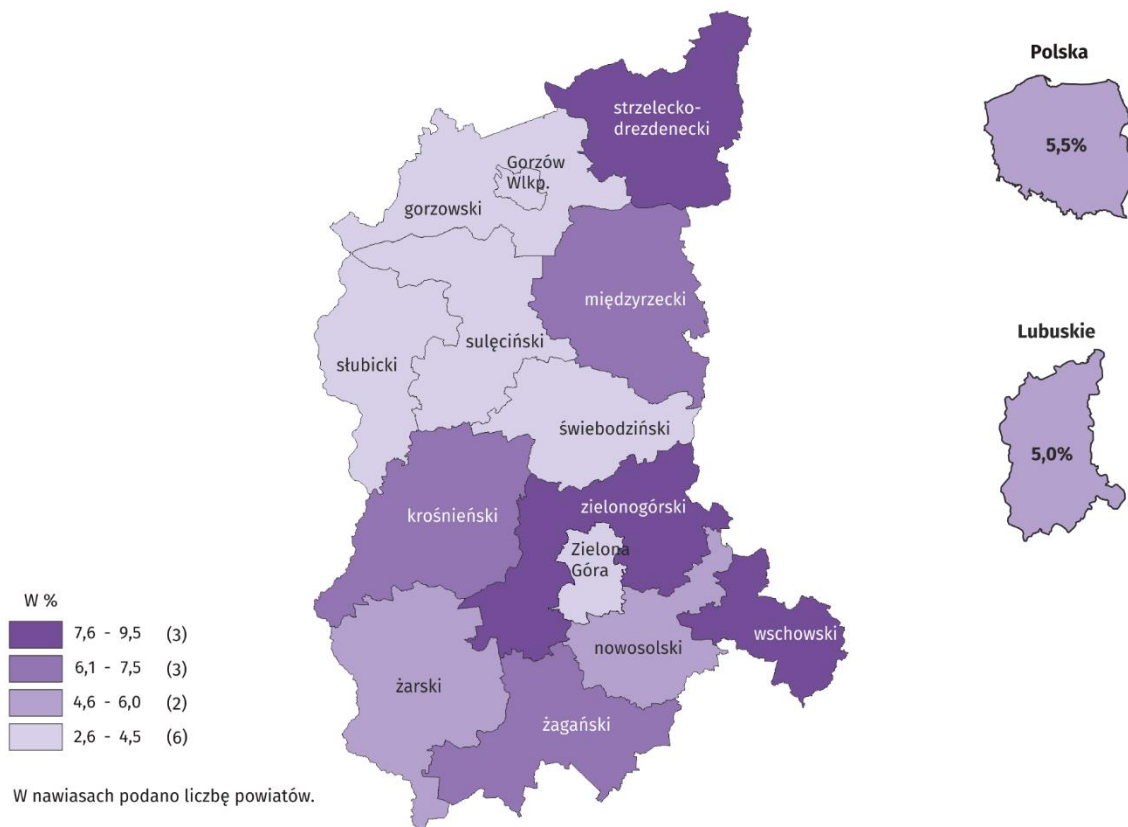 strzelecko-
drezdenecki
Gorzów
Wlkp.
gorzowski
międzyrzecki
sulęciński
słubicki
świebodziński
krośnieński
zielonogórski
Zielona
Góra
wschowski
nowosolski
żarski
żagański
Polska
5,5%
Lubuskie
5,0%
W %
7,6 - 9,5 (3)
6,1 - 7,5 (3)
4,6 - 6,0 (2)
2,6 - 4,5 (6)
W nawiasach podano liczbę powiatów.